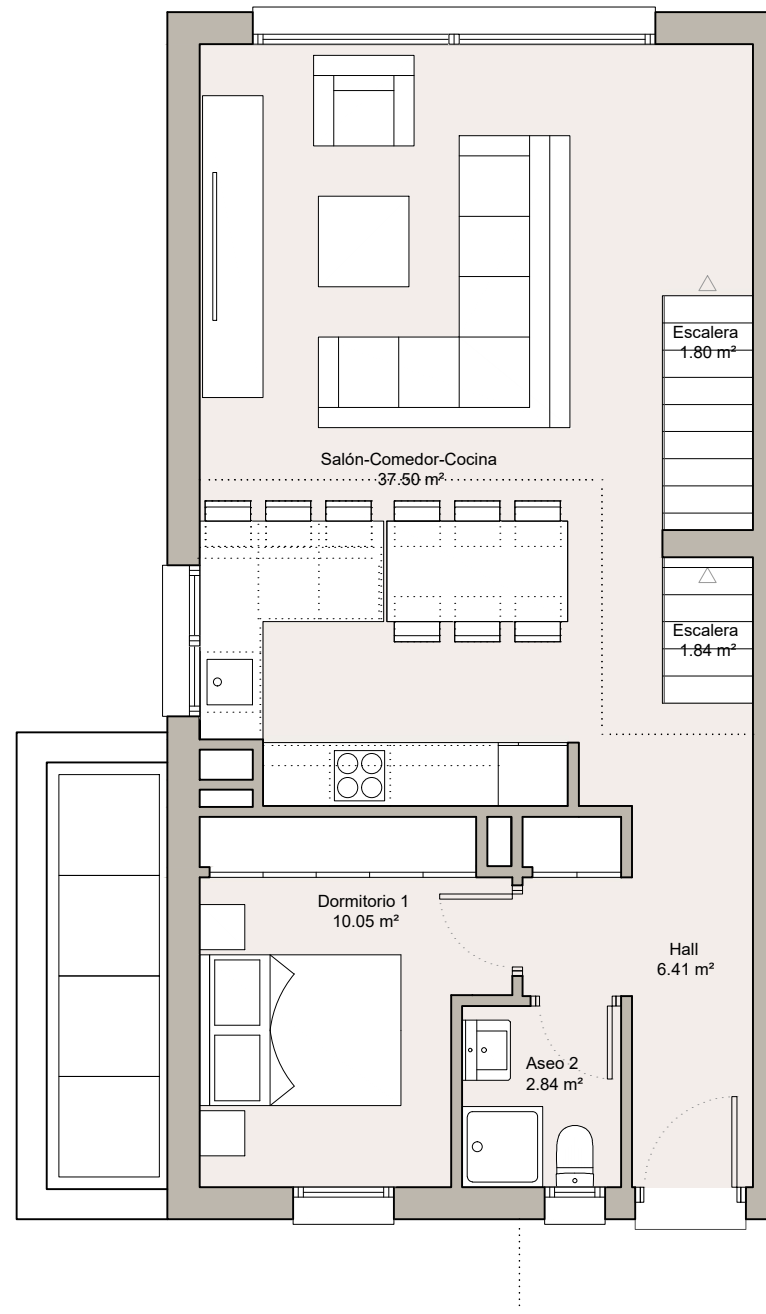 Escalera
1.80 m²
Salón-Comedor-Cocina
37.50 m²
Escalera
1.84 m²
Dormitorio 1
10.05 m²
Hall
6.41 m²
Aseo 2
2.84 m²